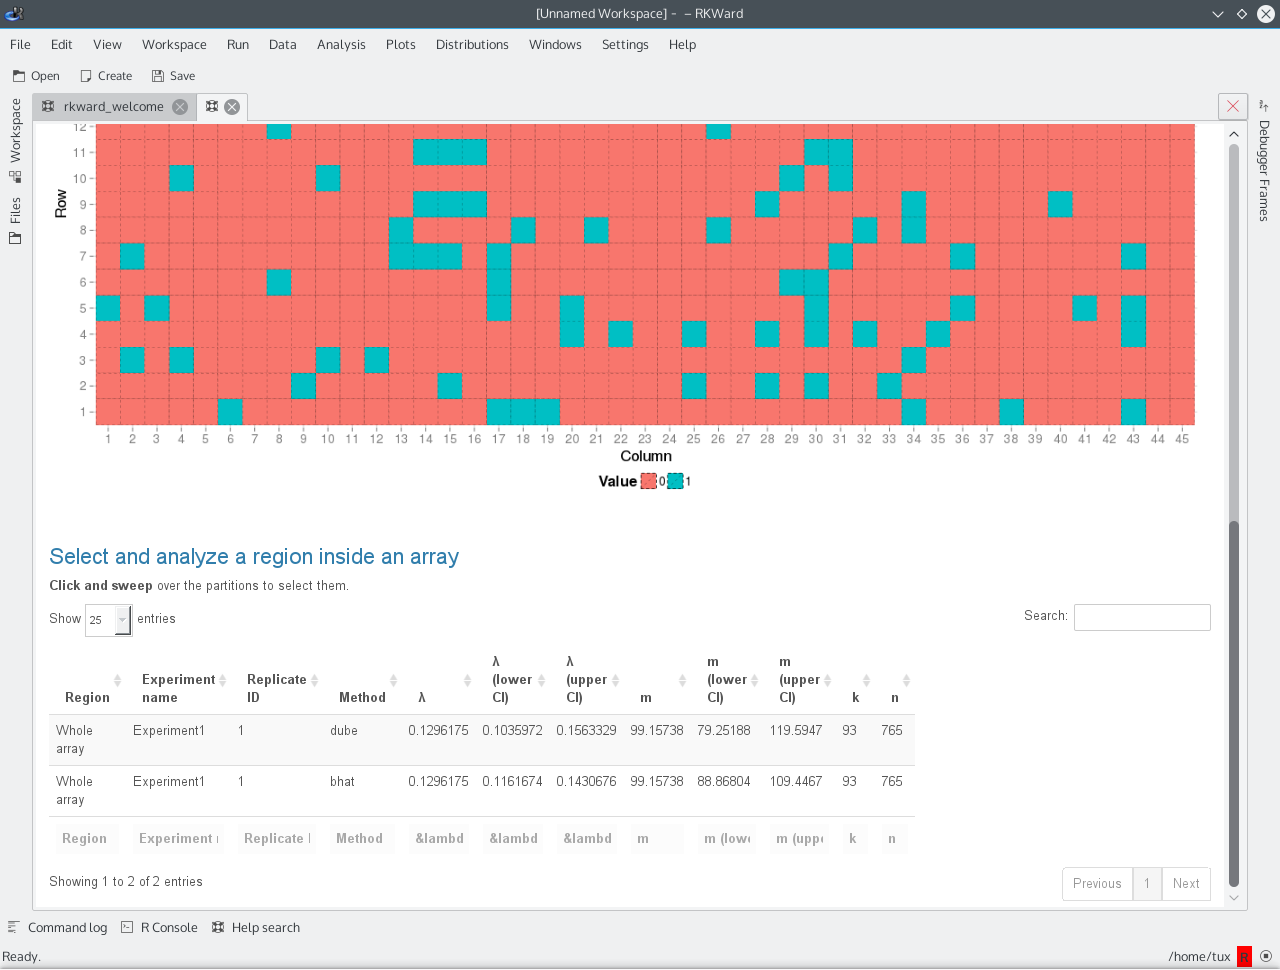 [Unnamed Workspace] - – RKWard
File Edit View Workspace Run Data Analysis Plots Distributions Windows Settings Help
Open Create Save
rkward_welcome
Workspace
Files
Debugger Frames
Row
12
11
10
9
8
7
6
5
4
3
2
1
1 2 3 4 5 6 7 8 9 10 11 12 13 14 15 16 17 18 19 20 21 22 23 24 25 26 27 28 29 30 31 32 33 34 35 36 37 38 39 40 41 42 43 44 45
Column
Value 0 1
Select and analyze a region inside an array
Click and sweep over the partitions to select them.
Show 25 entries
Search:
Region Experiment name Replicate ID Method λ λ (lower CI) λ (upper CI) m m (lower CI) m (upper CI) k n
Whole array Experiment1 1 dube 0.1296175 0.1035972 0.1563329 99.15738 79.25188 119.5947 93 765
Whole array Experiment1 1 bhat 0.1296175 0.1161674 0.1430676 99.15738 88.86804 109.4467 93 765
Region Experiment Replicate Method &lambd &lambd &lambd m m (lowe m (uppe k n
Showing 1 to 2 of 2 entries
Previous 1 Next
Command log R Console Help search
Ready.
/home/tux R